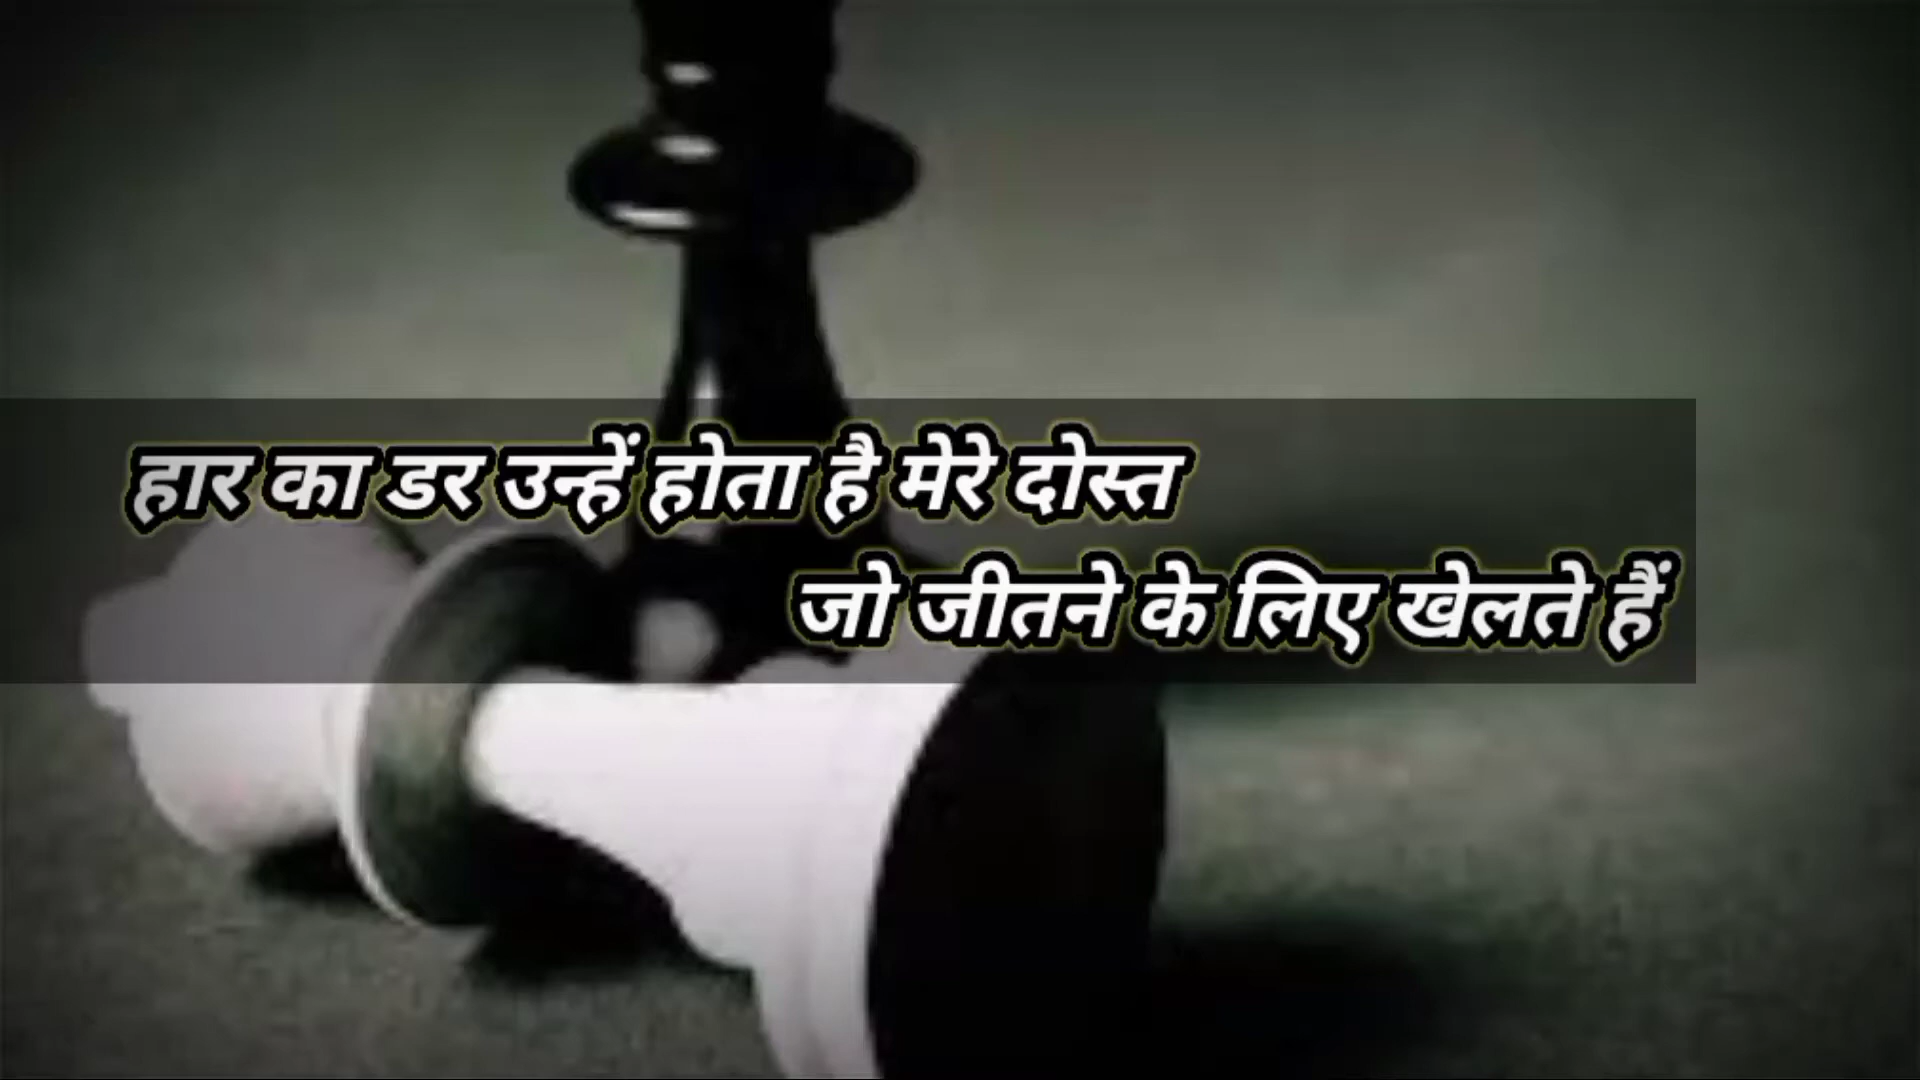 हार का डर उन्हें होता है मेरे दोस्त
जो जीतने के लिए खेलते हैं